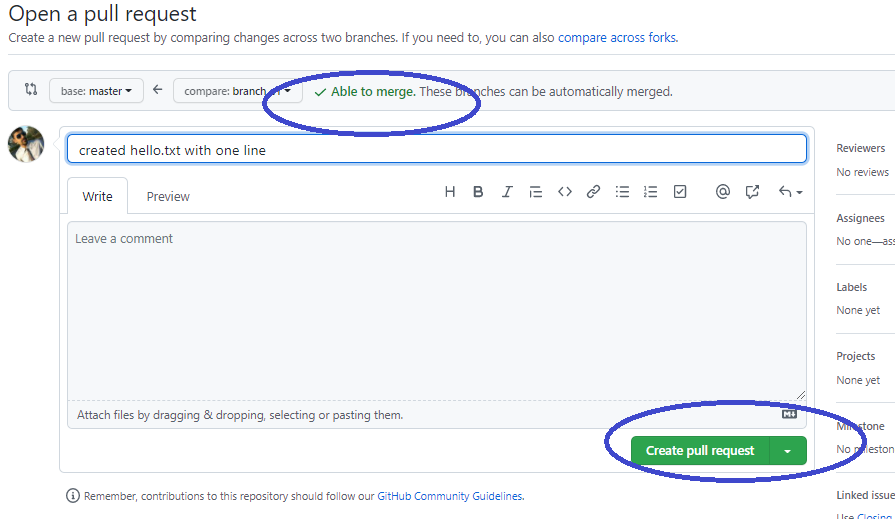 Open a pull request
Create a new pull request by comparing changes across two branches. If you need to, you can also compare across forks.
base: master
compare: branch
Able to merge. These branches can be automatically merged.
created hello.txt with one line
Write Preview
H B I
Leave a comment
Attach files by dragging & dropping, selecting or pasting them.
Create pull request
Remember, contributions to this repository should follow our GitHub Community Guidelines.
Reviewers
No reviews
Assignees
No one—ass
Labels
None yet
Projects
None yet
Milestone
No mileston
Linked issue
Use Closing